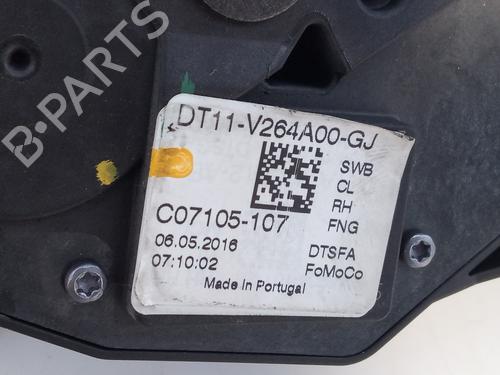 B-PARTS
DT11-V264A00-GJ
SWB
CL
RH
FNG
C07105-107
06.05.2016
07:10:02
DTSFA
FoMoCo
Made in Portugal